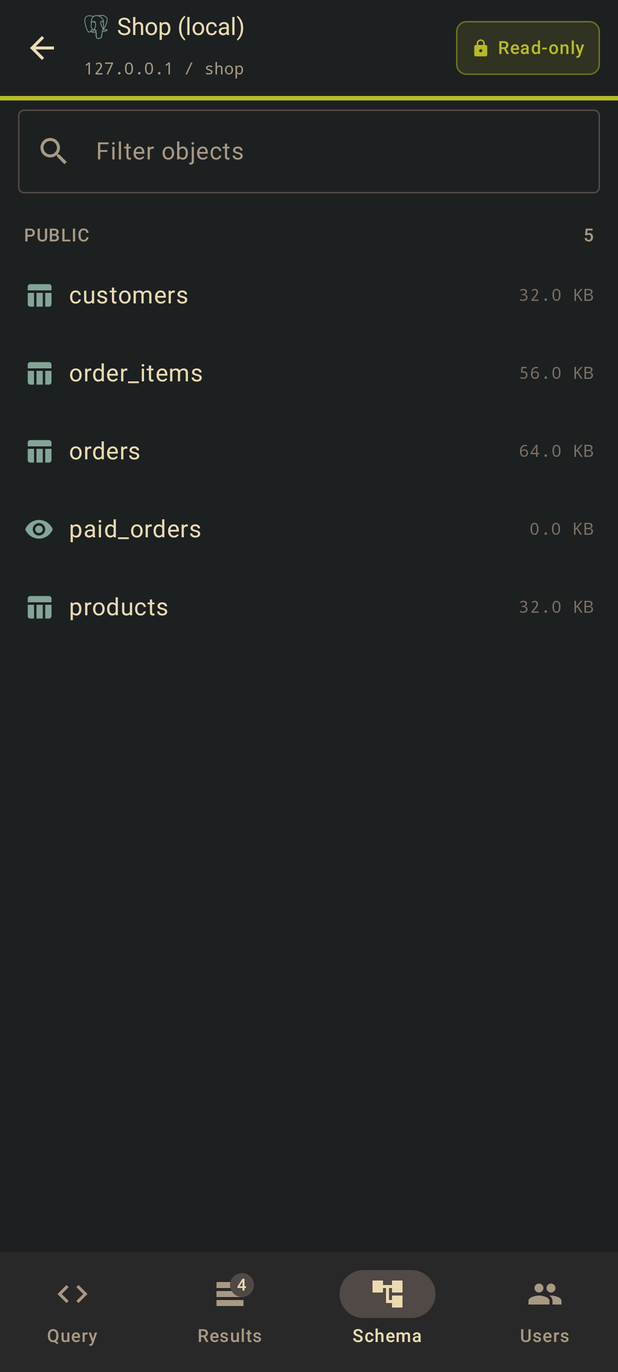 Shop (local)
127.0.0.1 / shop
Read-only
Filter objects
PUBLIC 5
customers 32.0 KB
order_items 56.0 KB
orders 64.0 KB
paid_orders 0.0 KB
products 32.0 KB
4
Query Results Schema Users